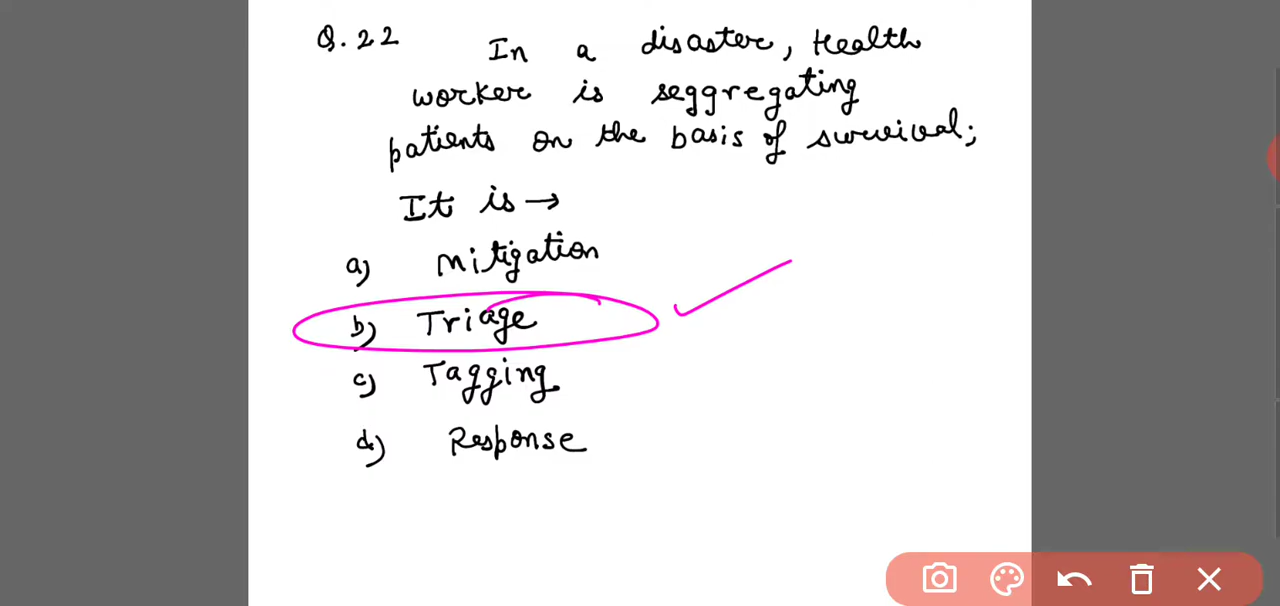 Q.22 In a disaster, Health
worker is seggregating
patients on the basis of survival;
It is →
a) Mitigation
b) Triage
c) Tagging
d) Response